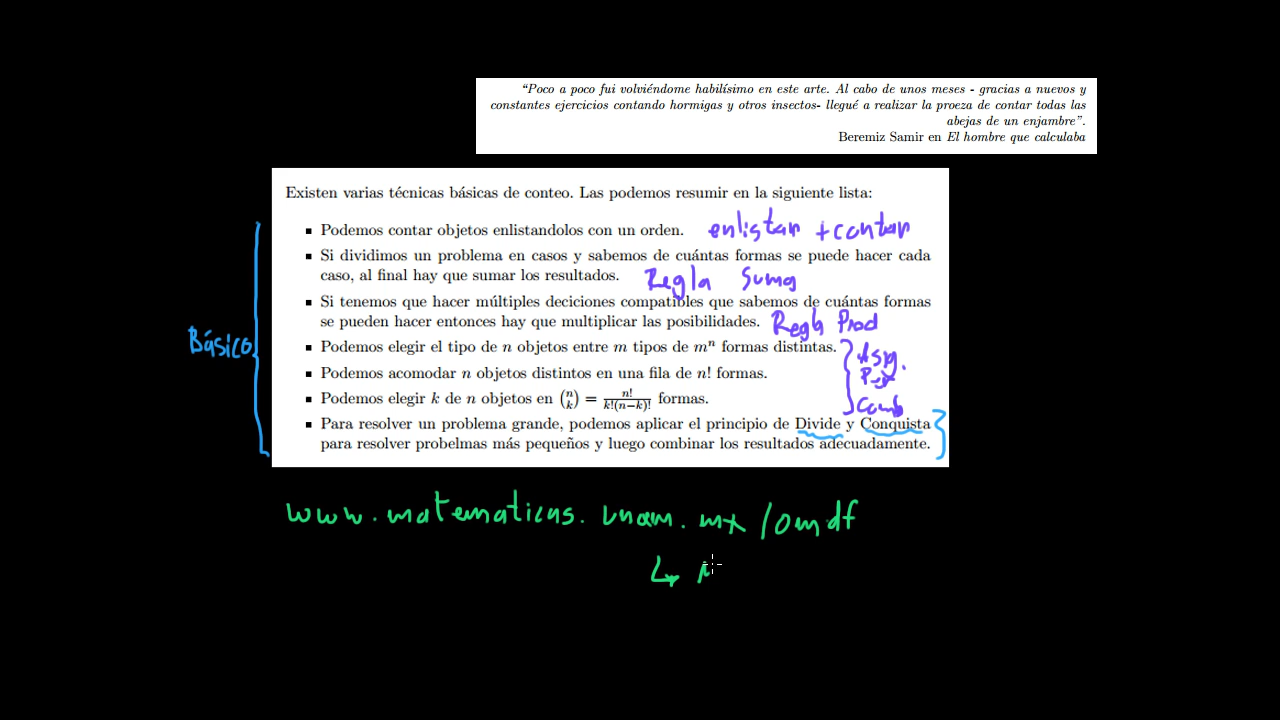 “Poco a poco fui volviéndome habilísimo en este arte. Al cabo de unos meses - gracias a nuevos y
constantes ejercicios contando hormigas y otros insectos- llegué a realizar la proeza de contar todas las
abejas de un enjambre”.
Beremiz Samir en El hombre que calculaba
Existen varias técnicas básicas de conteo. Las podemos resumir en la siguiente lista:
▪ Podemos contar objetos enlistandolos con un orden. enlistar + contar
▪ Si dividimos un problema en casos y sabemos de cuántas formas se puede hacer cada
caso, al final hay que sumar los resultados. Regla Suma
▪ Si tenemos que hacer múltiples deciciones compatibles que sabemos de cuántas formas
se pueden hacer entonces hay que multiplicar las posibilidades. Regla Prod
Básico
▪ Podemos elegir el tipo de n objetos entre m tipos de mⁿ formas distintas. Asig.
▪ Podemos acomodar n objetos distintos en una fila de n! formas. Per
▪ Podemos elegir k de n objetos en (n k) = n!/k!(n−k)! formas. Comb
▪ Para resolver un problema grande, podemos aplicar el principio de Divide y Conquista
para resolver probelmas más pequeños y luego combinar los resultados adecuadamente.
www.matematicas.unam.mx/omdf
↳